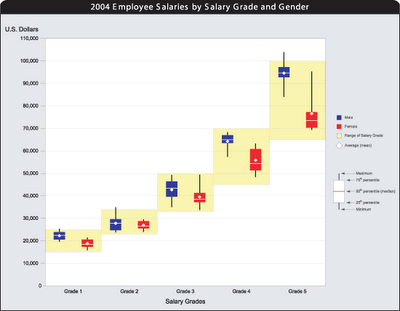 2004 Employee Salaries by Salary Grade and Gender
U.S. Dollars
110,000
100,000
90,000
80,000
70,000
60,000
50,000
40,000
30,000
20,000
10,000
0
Grade 1
Grade 2
Grade 3
Grade 4
Grade 5
Salary Grades
Male
Female
Range of Salary Grade
Average (mean)
Maximum
75th percentile
50th percentile (median)
25th percentile
Minimum